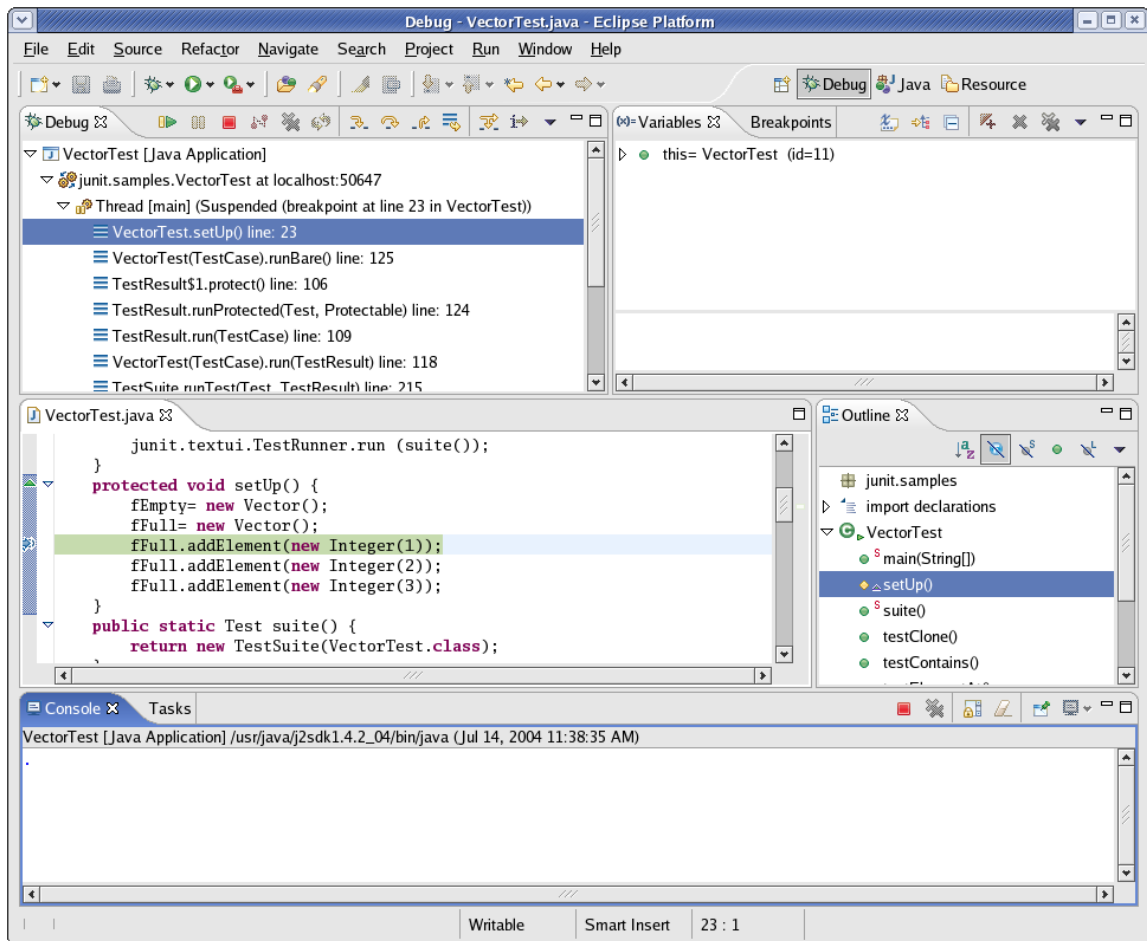 Debug - VectorTest.java - Eclipse Platform
File Edit Source Refactor Navigate Search Project Run Window Help
Debug Java Resource
Debug
VectorTest [Java Application]
junit.samples.VectorTest at localhost:50647
Thread [main] (Suspended (breakpoint at line 23 in VectorTest))
VectorTest.setUp() line: 23
VectorTest(TestCase).runBare() line: 125
TestResult$1.protect() line: 106
TestResult.runProtected(Test, Protectable) line: 124
TestResult.run(TestCase) line: 109
VectorTest(TestCase).run(TestResult) line: 118
TestSuite.runTest(Test, TestResult) line: 215
(x)= Variables Breakpoints
this= VectorTest (id=11)
VectorTest.java
junit.textui.TestRunner.run (suite());
}
protected void setUp() {
fEmpty= new Vector();
fFull= new Vector();
fFull.addElement(new Integer(1));
fFull.addElement(new Integer(2));
fFull.addElement(new Integer(3));
}
public static Test suite() {
return new TestSuite(VectorTest.class);
Outline
junit.samples
import declarations
VectorTest
S main(String[])
setUp()
S suite()
testClone()
testContains()
Console Tasks
VectorTest [Java Application] /usr/java/j2sdk1.4.2_04/bin/java (Jul 14, 2004 11:38:35 AM)
.
Writable Smart Insert 23 : 1